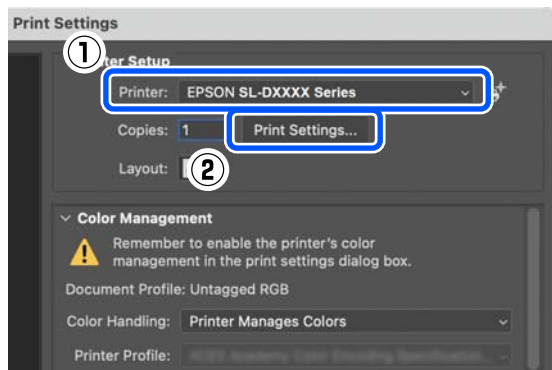 Print Settings
①
ter Setup
Printer: EPSON SL-DXXXX Series
Copies: 1 Print Settings...
Layout: ②
Color Management
Remember to enable the printer's color
management in the print settings dialog box.
Document Profile: Untagged RGB
Color Handling: Printer Manages Colors
Printer Profile: